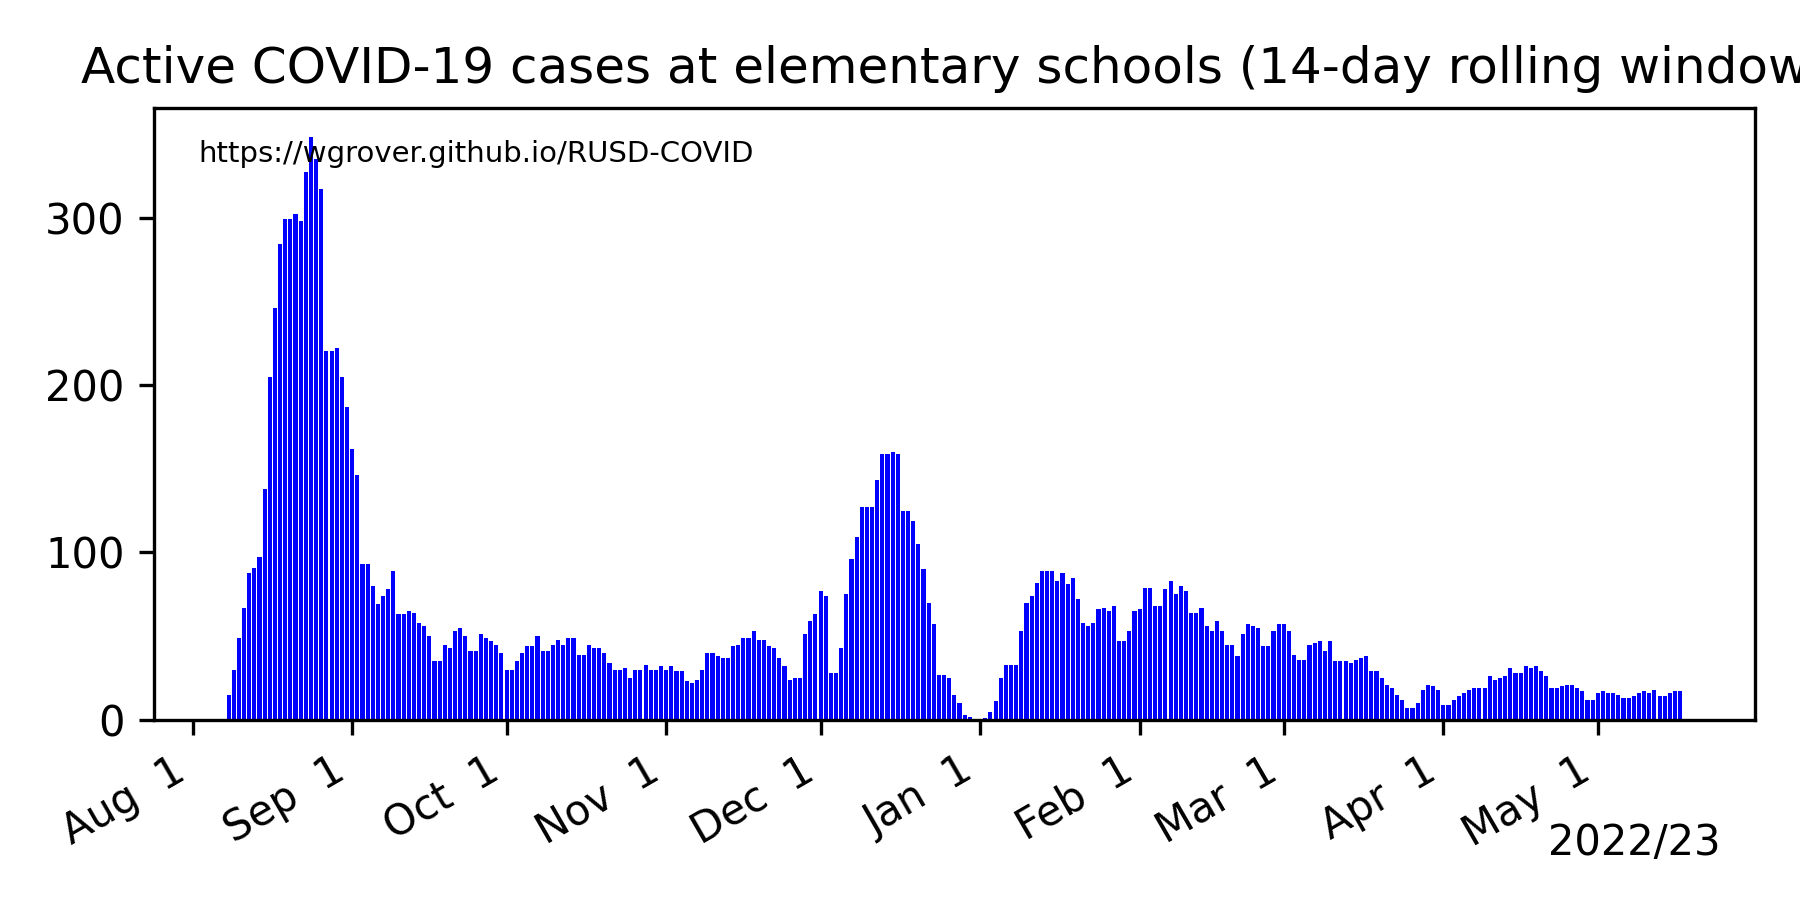 Active COVID-19 cases at elementary schools (14-day rolling window
https://wgrover.github.io/RUSD-COVID
300
200
100
0
Aug 1
Sep 1
Oct 1
Nov 1
Dec 1
Jan 1
Feb 1
Mar 1
Apr 1
May 1
2022/23